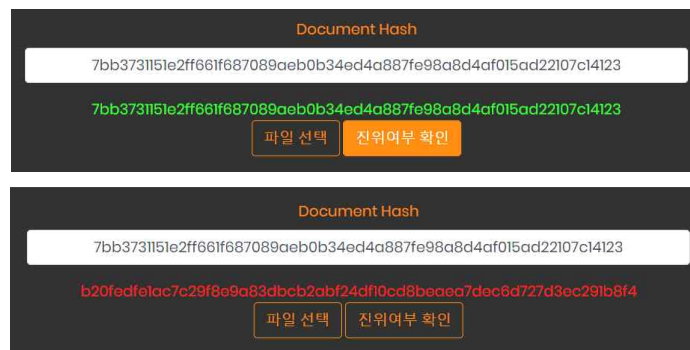 Document Hash
7bb3731151e2ff661f687089aeb0b34ed4a887fe98a8d4af015ad22107c14123
7bb3731151e2ff661f687089aeb0b34ed4a887fe98a8d4af015ad22107c14123
파일 선택 진위여부 확인
Document Hash
7bb3731151e2ff661f687089aeb0b34ed4a887fe98a8d4af015ad22107c14123
b20fedfe1ac7c29f8e9a83dbcb2abf24df10cd8beaea7dec6d727d3ec291b8f4
파일 선택 진위여부 확인